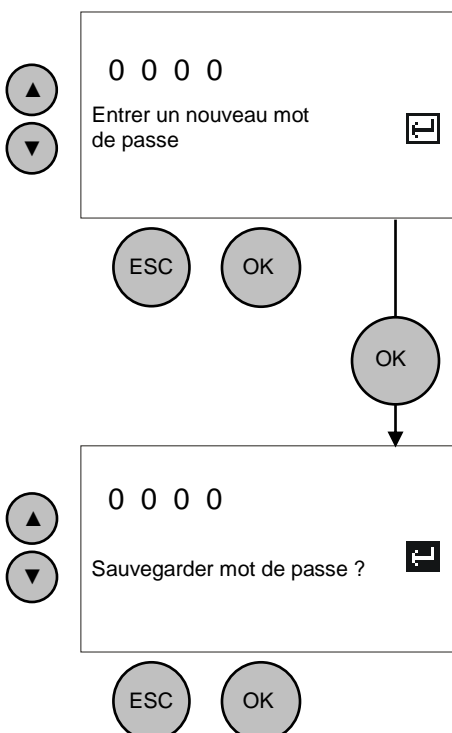 0 0 0 0
▲
Entrer un nouveau mot
de passe
▼
ESC
OK
OK
0 0 0 0
▲
Sauvegarder mot de passe ?
▼
ESC
OK